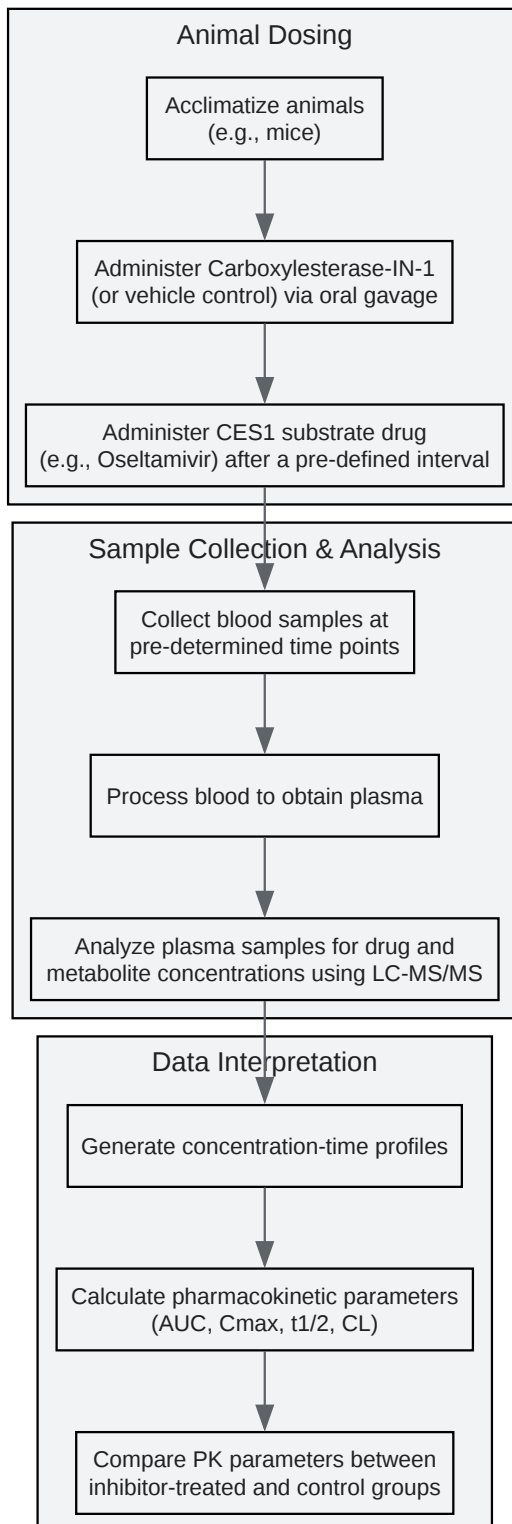 Animal Dosing
Acclimatize animals
(e.g., mice)
Administer Carboxylesterase-IN-1
(or vehicle control) via oral gavage
Administer CES1 substrate drug
(e.g., Oseltamivir) after a pre-defined interval
Sample Collection & Analysis
Collect blood samples at
pre-determined time points
Process blood to obtain plasma
Analyze plasma samples for drug and
metabolite concentrations using LC-MS/MS
Data Interpretation
Generate concentration-time profiles
Calculate pharmacokinetic parameters
(AUC, Cmax, t1/2, CL)
Compare PK parameters between
inhibitor-treated and control groups